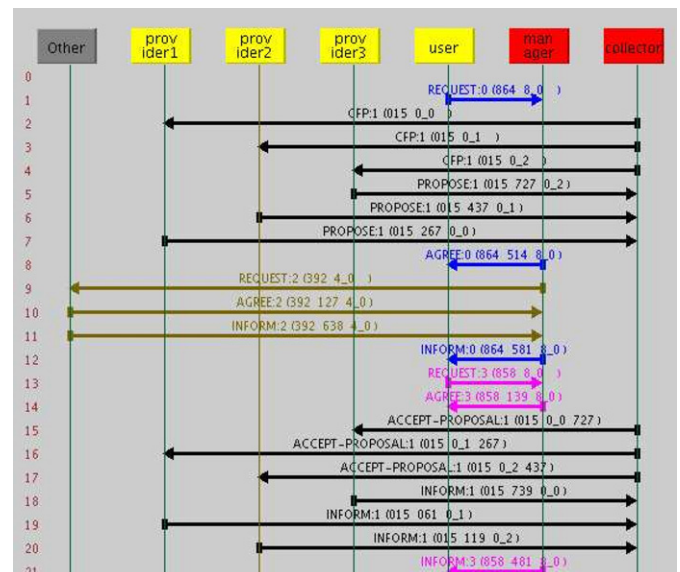 Other
prov
ider1
prov
ider2
prov
ider3
user
man
ager
collector
0
REQUEST:0 (864 8_0 )
1
CFP:1 (015 0_0 )
2
CFP:1 (015 0_1 )
3
CFP:1 (015 0_2 )
4
PROPOSE:1 (015 727 0_2)
5
PROPOSE:1 (015 437 0_1)
6
PROPOSE:1 (015 267 0_0)
7
AGREE:0 (864 514 8_0)
8
REQUEST:2 (392 4_0 )
9
AGREE:2 (392 127 4_0)
10
INFORM:2 (392 638 4_0)
11
INFORM:0 (864 581 8_0)
12
REQUEST:3 (858 8_0 )
13
AGREE:3 (858 139 8_0)
14
ACCEPT-PROPOSAL:1 (015 0_0 727)
15
ACCEPT-PROPOSAL:1 (015 0_1 267)
16
ACCEPT-PROPOSAL:1 (015 0_2 437)
17
INFORM:1 (015 739 0_0)
18
INFORM:1 (015 061 0_1)
19
INFORM:1 (015 119 0_2)
20
INFORM:3 (858 481 8_0)
21